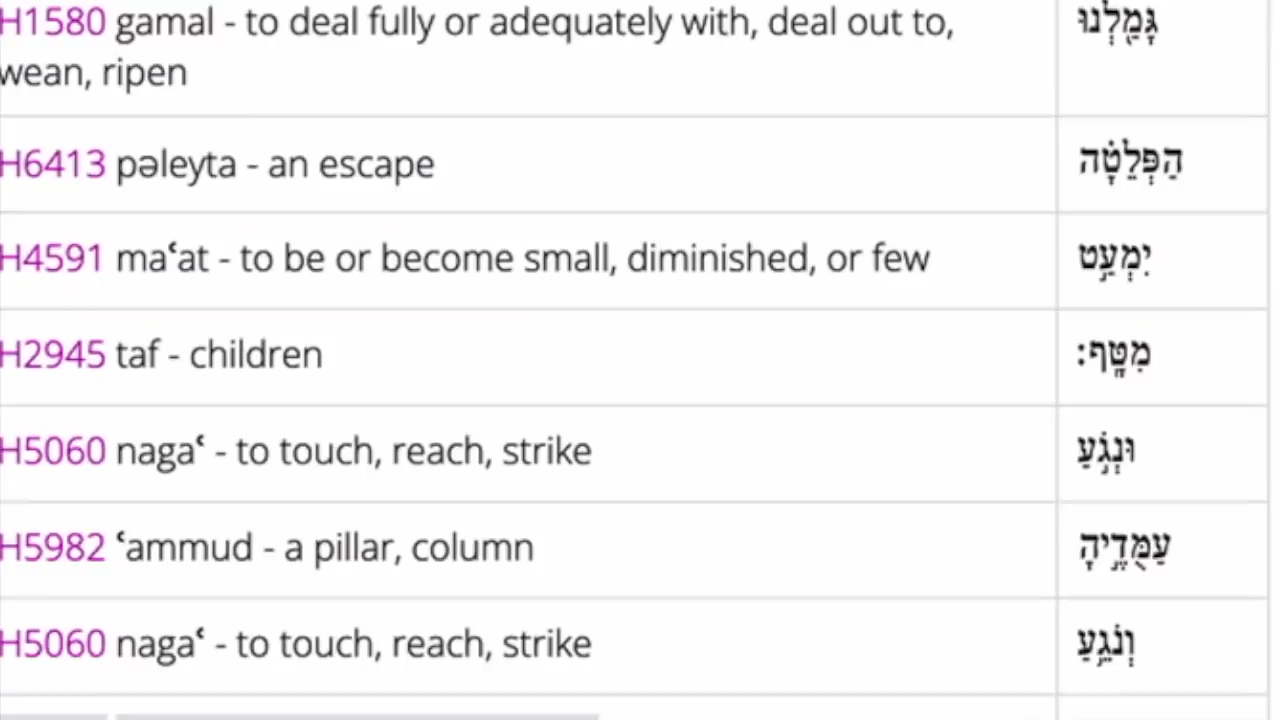 H1580 gamal - to deal fully or adequately with, deal out to, גָּמַ֖לְנוּ
wean, ripen
H6413 pəleyta - an escape הַפְּלֵטָ֗ה
H4591 maʿat - to be or become small, diminished, or few יִמְעַ֣ט
H2945 taf - children מִטָּֽף׃
H5060 nagaʿ - to touch, reach, strike וּנְגֹ֣עַ
H5982 ʿammud - a pillar, column עַמֻּדֶ֣יהָ
H5060 nagaʿ - to touch, reach, strike וְנֹגֵ֥עַ